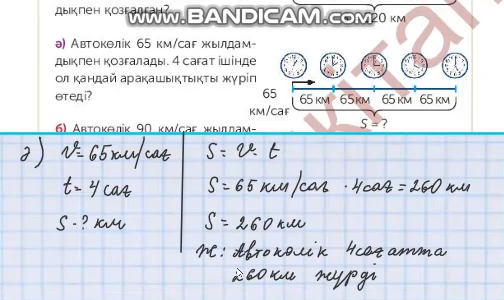 дықпен қозғалған?
www.BANDICAM.com
120 км
ә) Автокөлік 65 км/сағ жылдам-
дықпен қозғалады. 4 сағат ішінде
ол қандай арақашықтықты жүріп
өтеді?
65
км/сағ
65 км 65 км 65 км 65 км
S = ?
КІТАП
б) Автокөлік 90 км/сағ жылдам-
ә) V = 65 км/сағ
t = 4 сағ
S - ? км
S = V · t
S = 65 км/сағ · 4 сағ = 260 км
S = 260 км
Ж: Автокөлік 4 сағатта
260 км жүрді